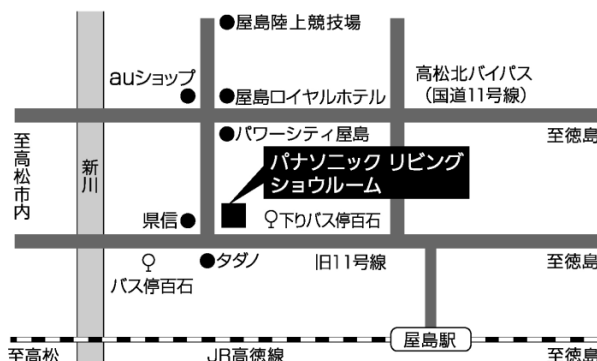 屋島陸上競技場
auショップ
屋島ロイヤルホテル
高松北バイパス
（国道11号線）
パワーシティ屋島
至徳島
至高松市内
新川
パナソニック リビング
ショウルーム
県信
下りバス停百石
バス停百石
タダノ
旧11号線
至徳島
屋島駅
至高松
JR高徳線
至徳島